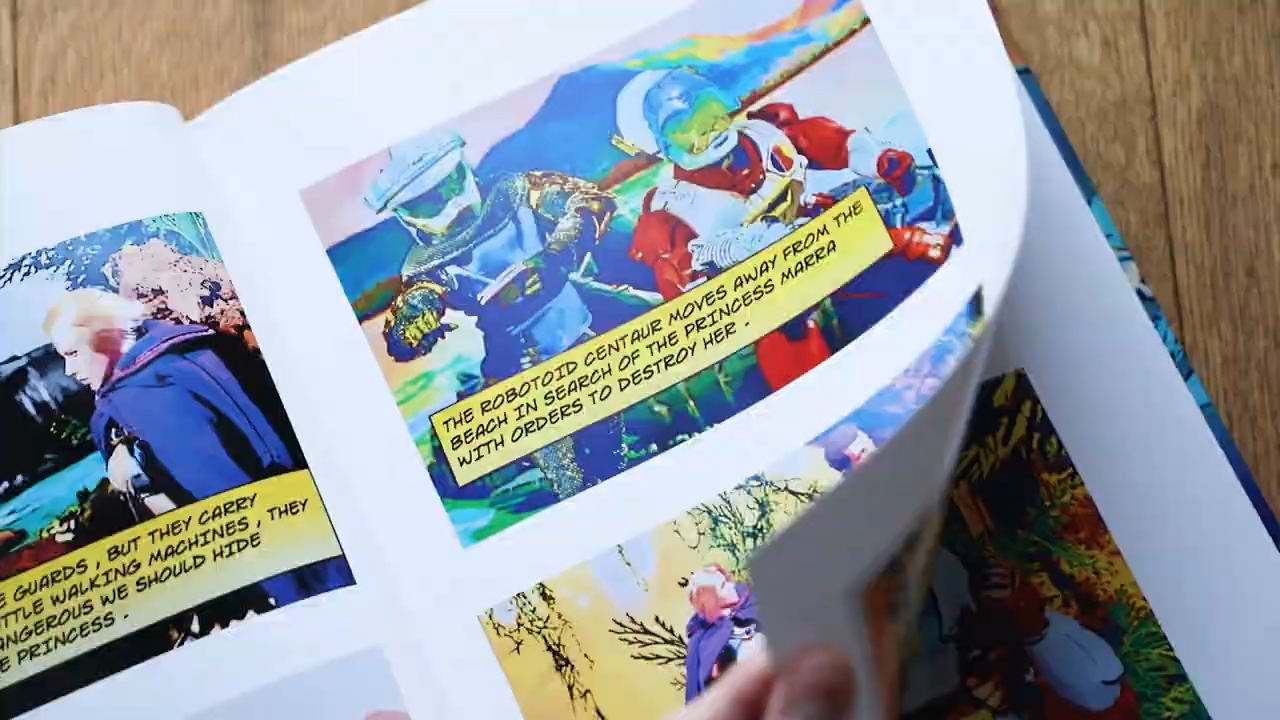 E GUARDS , BUT THEY CARRY
TTLE WALKING MACHINES , THEY
ANGEROUS WE SHOULD HIDE
E PRINCESS .
THE ROBOTOID CENTAUR MOVES AWAY FROM THE
BEACH IN SEARCH OF THE PRINCESS MARRA
WITH ORDERS TO DESTROY HER .